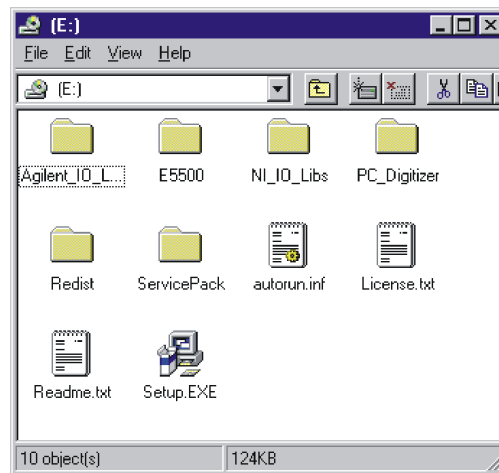 (E:)
File Edit View Help
(E:)
Agilent_IO_L... E5500 NI_IO_Libs PC_Digitizer
Redist ServicePack autorun.inf License.txt
Readme.txt Setup.EXE
10 object(s) 124KB